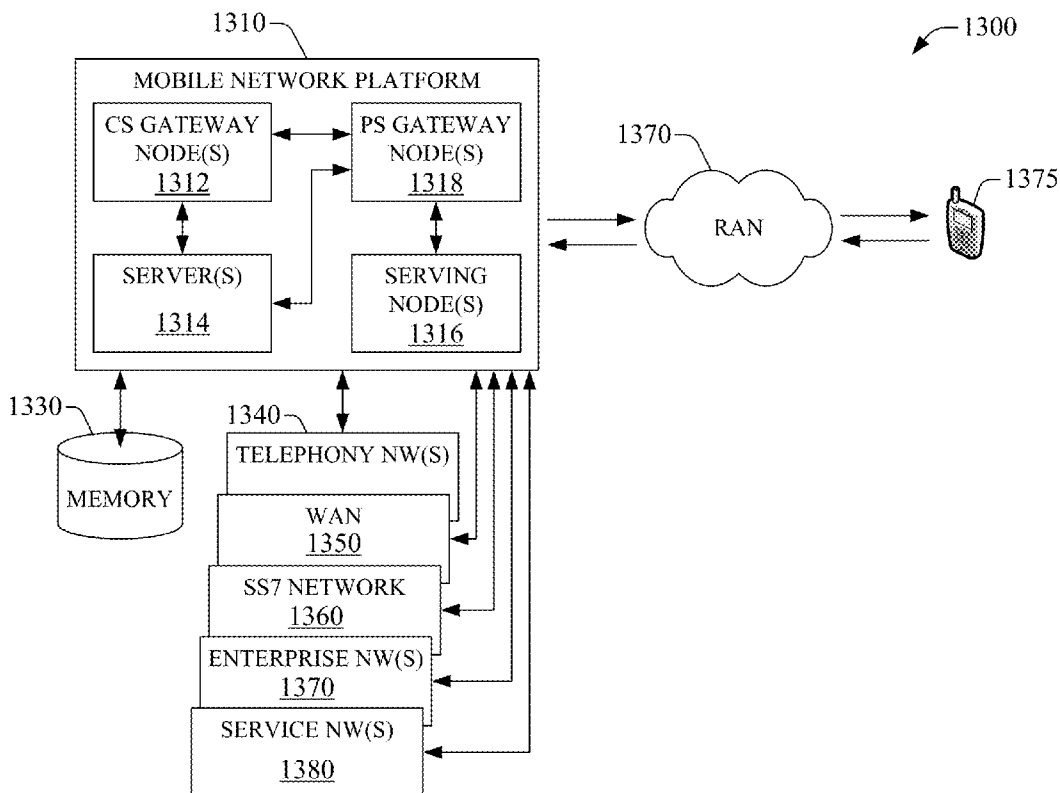 1310
1300
MOBILE NETWORK PLATFORM
CS GATEWAY
NODE(S)
1312
PS GATEWAY
NODE(S)
1318
SERVER(S)
1314
SERVING
NODE(S)
1316
1370
RAN
1375
1330
MEMORY
1340
TELEPHONY NW(S)
WAN
1350
SS7 NETWORK
1360
ENTERPRISE NW(S)
1370
SERVICE NW(S)
1380